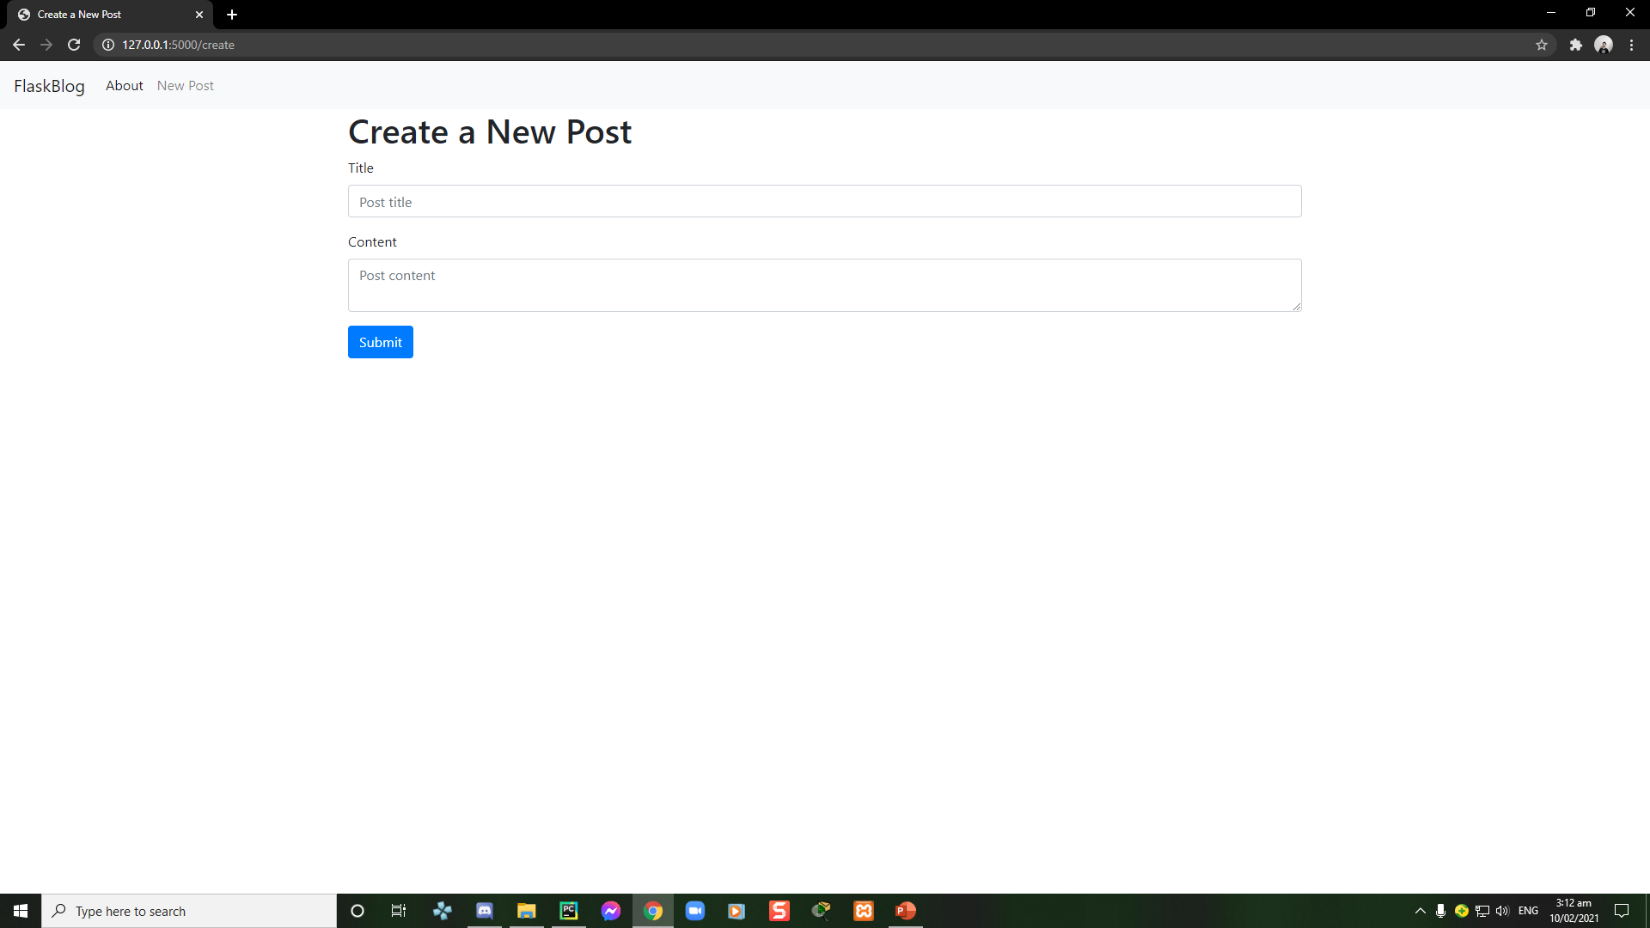 Create a New Post
127.0.0.1:5000/create
FlaskBlog About New Post
Create a New Post
Title
Post title
Content
Post content
Submit
Type here to search
PC
S
P
ENG
3:12 am
10/02/2021